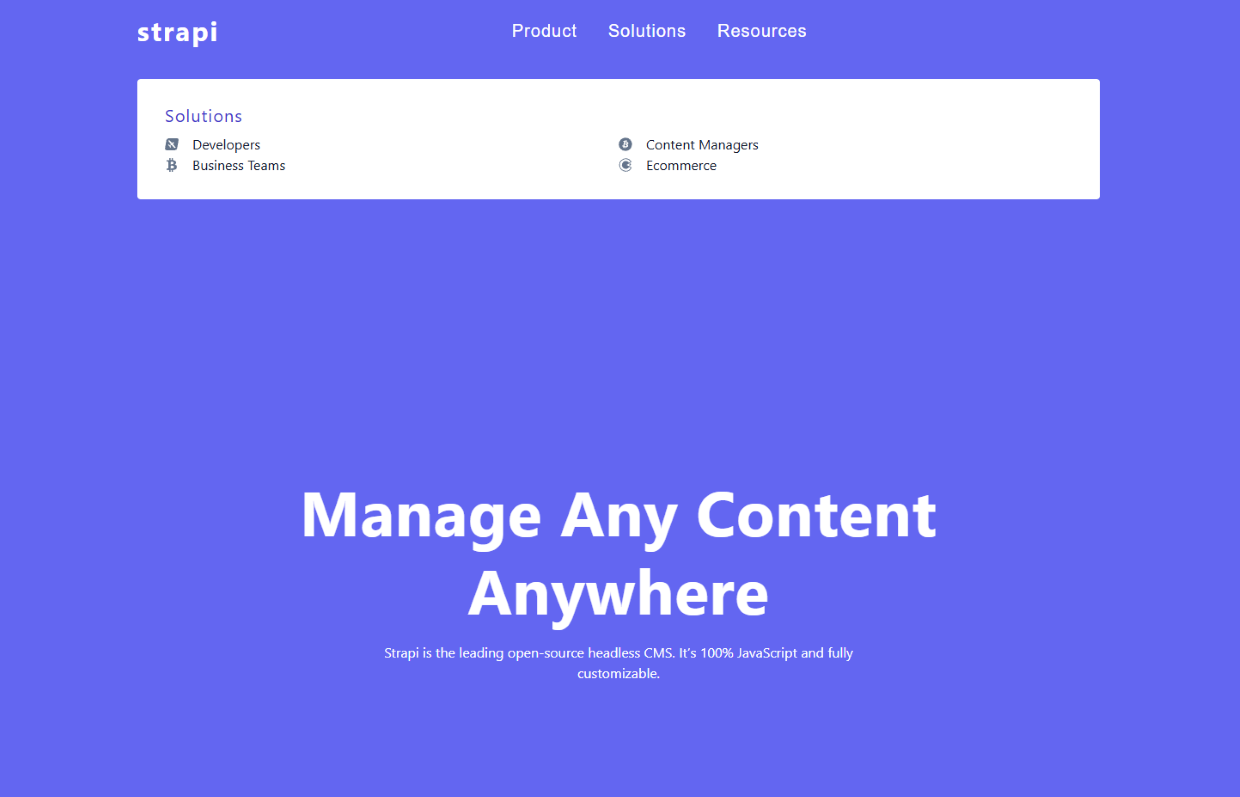 strapi
Product Solutions Resources
Solutions
Developers
Content Managers
Business Teams
Ecommerce
Manage Any Content
Anywhere
Strapi is the leading open-source headless CMS. It’s 100% JavaScript and fully
customizable.